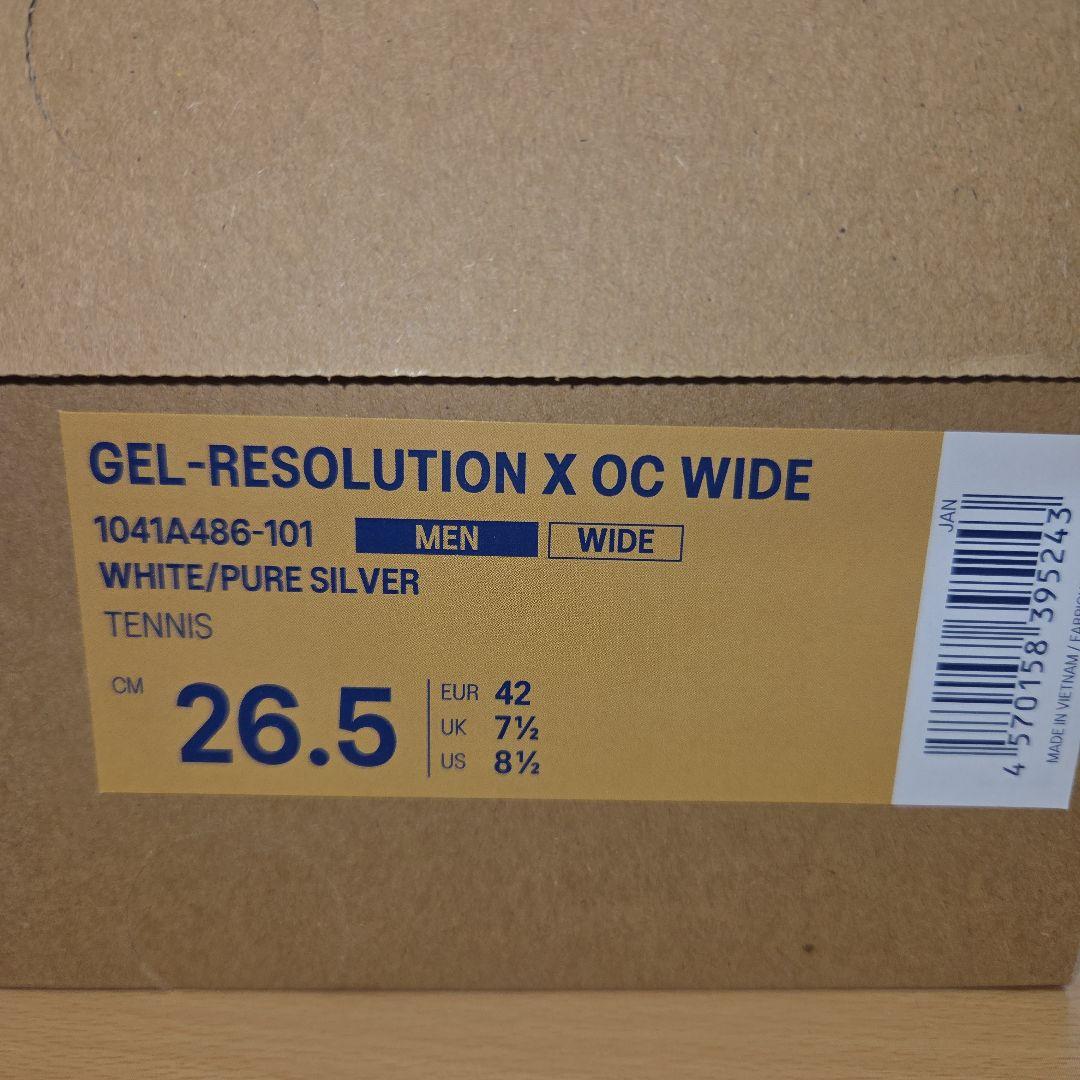 GEL-RESOLUTION X OC WIDE
1041A486-101 MEN WIDE
WHITE/PURE SILVER
TENNIS
CM 26.5
EUR 42
UK 7½
US 8½
JAN
4 570158 395243
MADE IN VIETNAM /